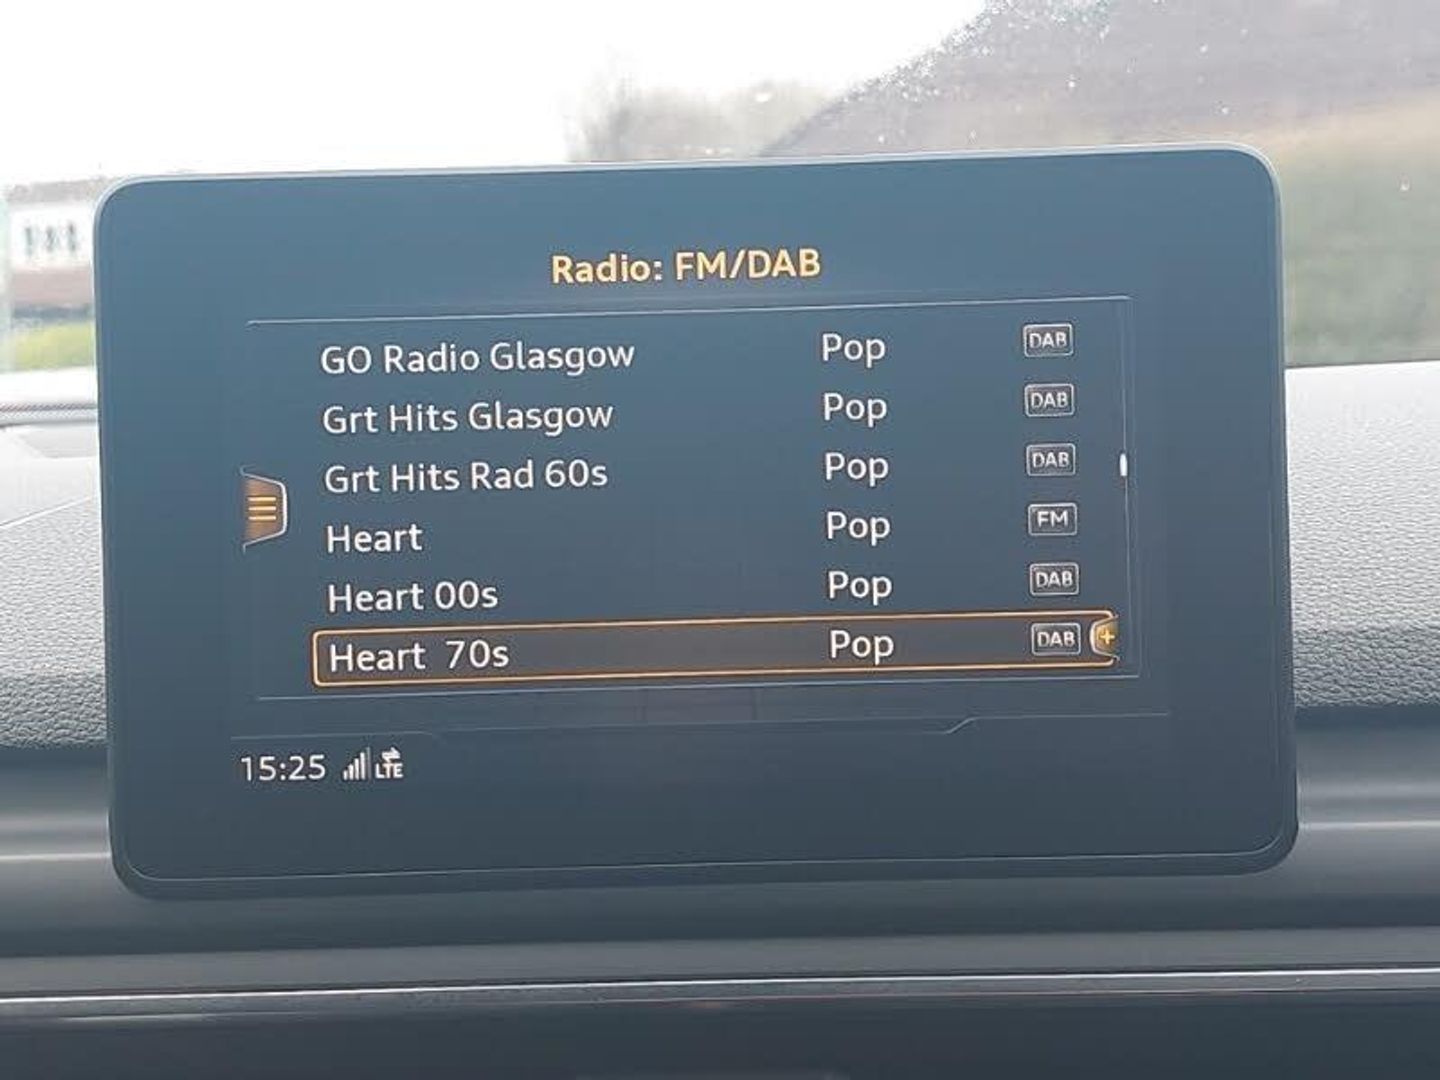 Radio: FM/DAB
GO Radio Glasgow Pop DAB
Grt Hits Glasgow Pop DAB
Grt Hits Rad 60s Pop DAB
Heart Pop FM
Heart 00s Pop DAB
Heart 70s Pop DAB +
15:25 LTE